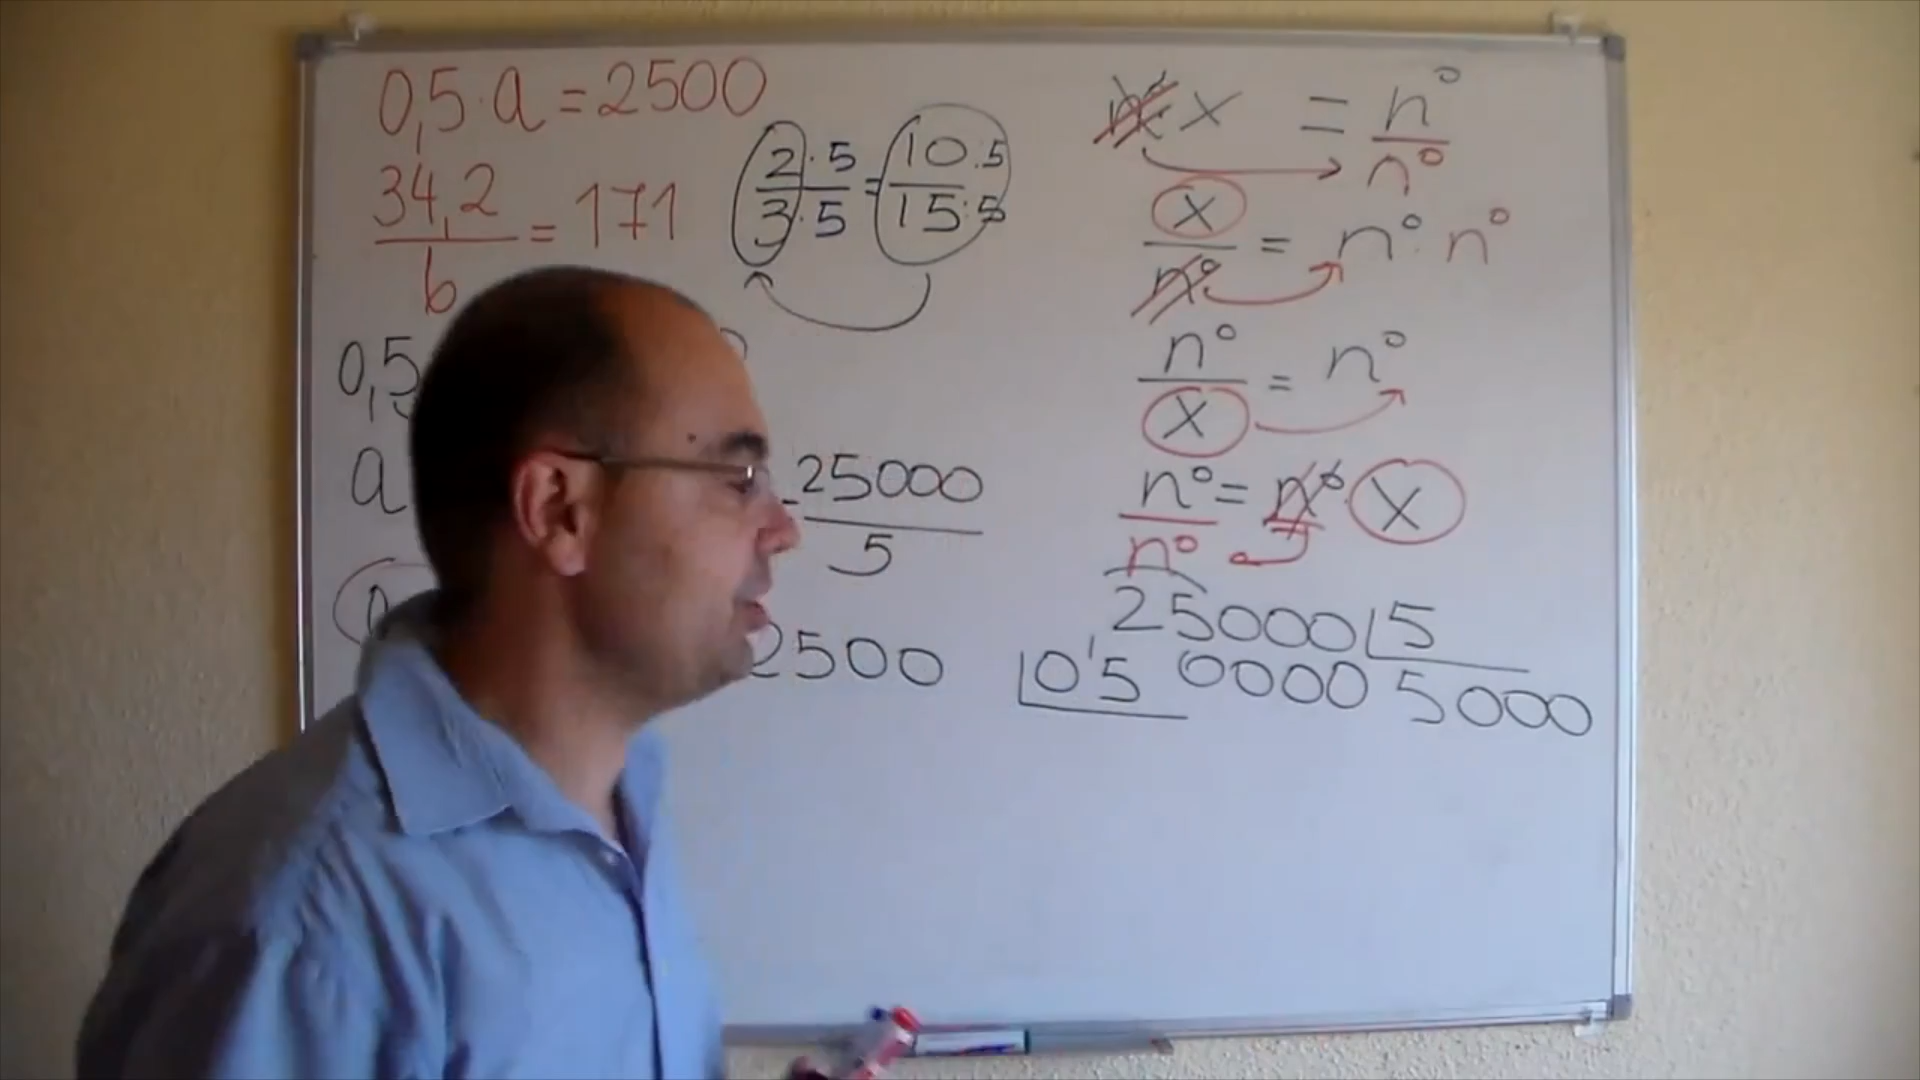 0,5·a=2500
34,2/b = 171
2·5/3·5 = 10:5/15:5
0,5
a
25000/5
2500
n° x = n°/n°
x/n° = n°· n°
n°/x = n°
n°/n° = n° x
25000 5
05 0000 5000